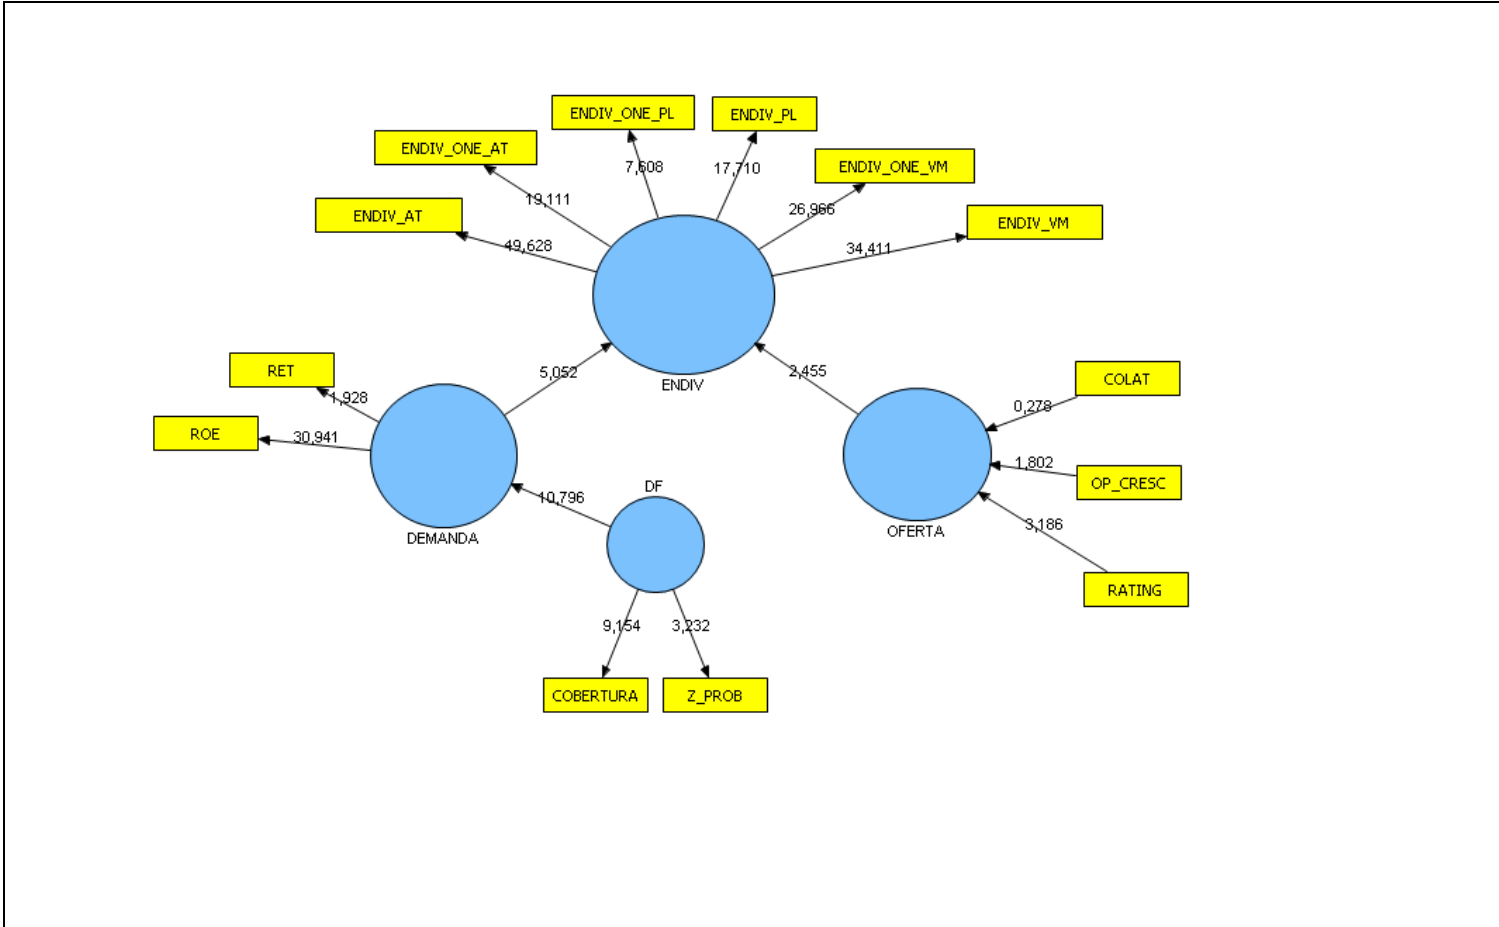 ENDIV_ONE_PL
ENDIV_PL
ENDIV_ONE_AT
ENDIV_ONE_VM
7,608
17,710
19,111
26,966
ENDIV_AT
ENDIV_VM
49,628
34,411
RET
5,052
ENDIV
2,455
COLAT
1,928
0,278
ROE
30,941
1,802
OP_CRESC
DF
10,796
DEMANDA
OFERTA
3,186
RATING
9,154
3,232
COBERTURA
Z_PROB